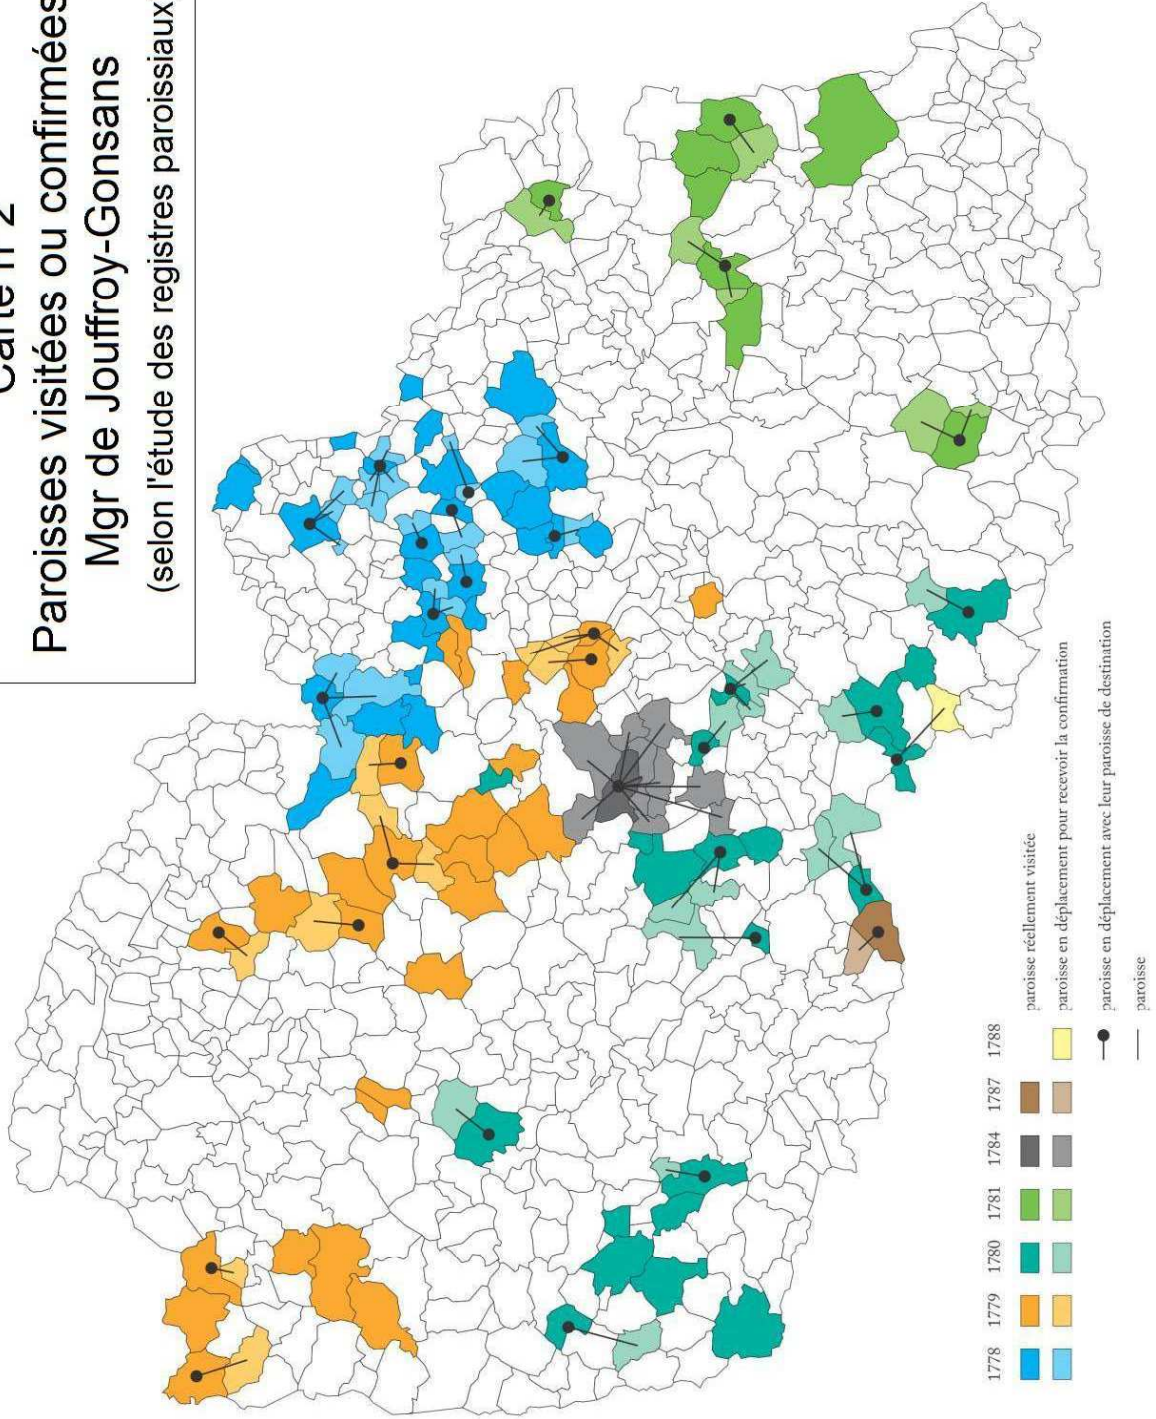 Carte n°2
Paroisses visitées ou confirmées
Mgr de Jouffroy-Gonsans
(selon l'étude des registres paroissiaux
1778 1779 1780 1781 1784 1787 1788
paroisse réellement visitée
paroisse en déplacement pour recevoir la confirmation
paroisse en déplacement avec leur paroisse de destination
paroisse